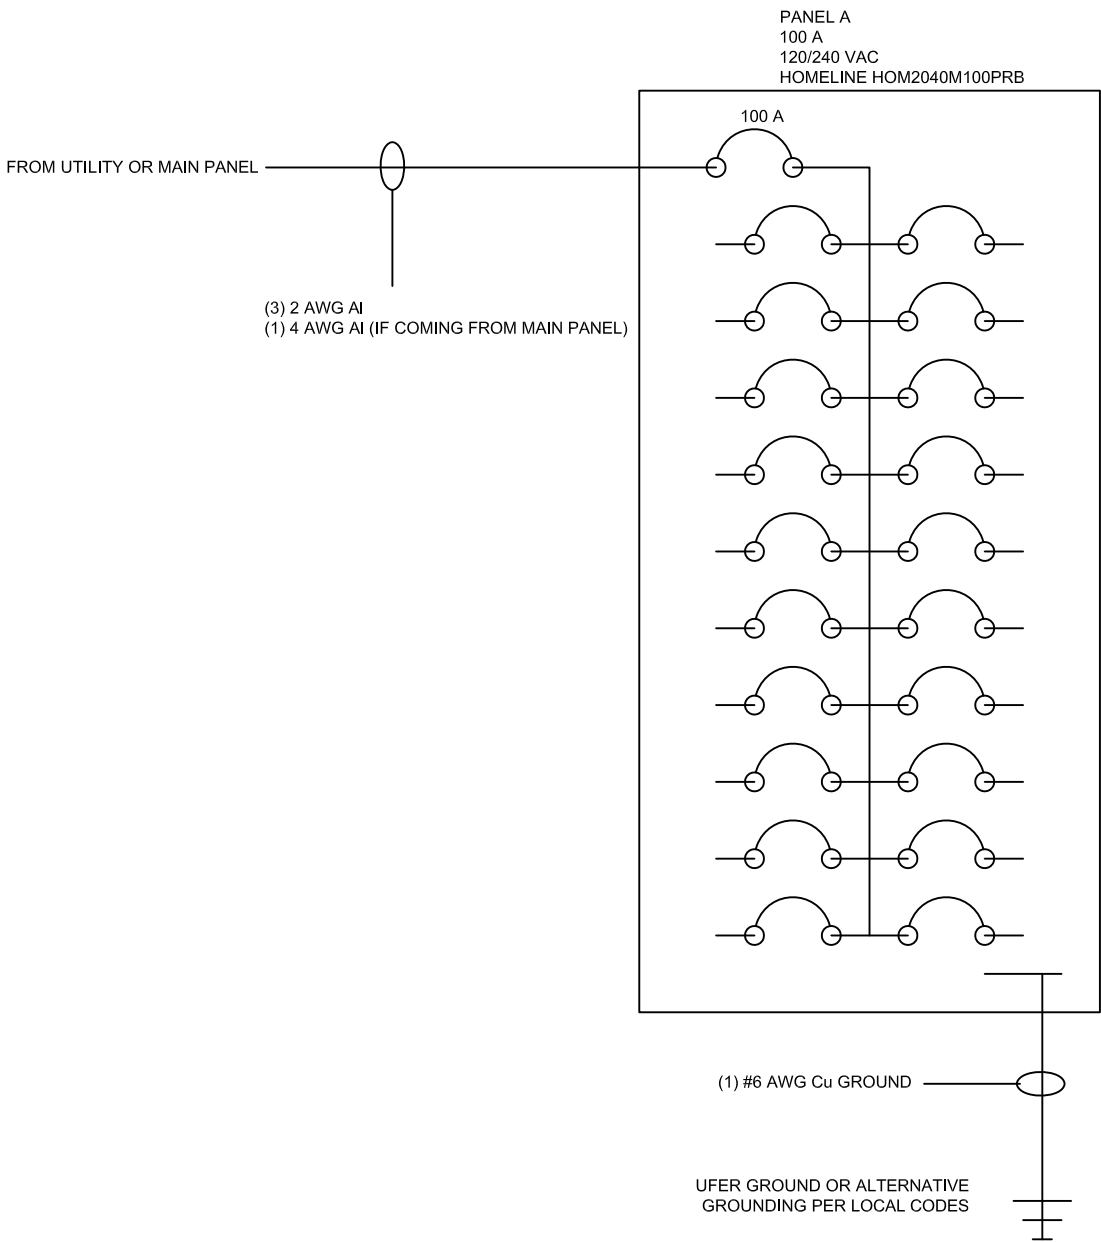 PANEL A
100 A
120/240 VAC
HOMELINE HOM2040M100PRB
100 A
FROM UTILITY OR MAIN PANEL
(3) 2 AWG Al
(1) 4 AWG Al (IF COMING FROM MAIN PANEL)
(1) #6 AWG Cu GROUND
UFER GROUND OR ALTERNATIVE
GROUNDING PER LOCAL CODES